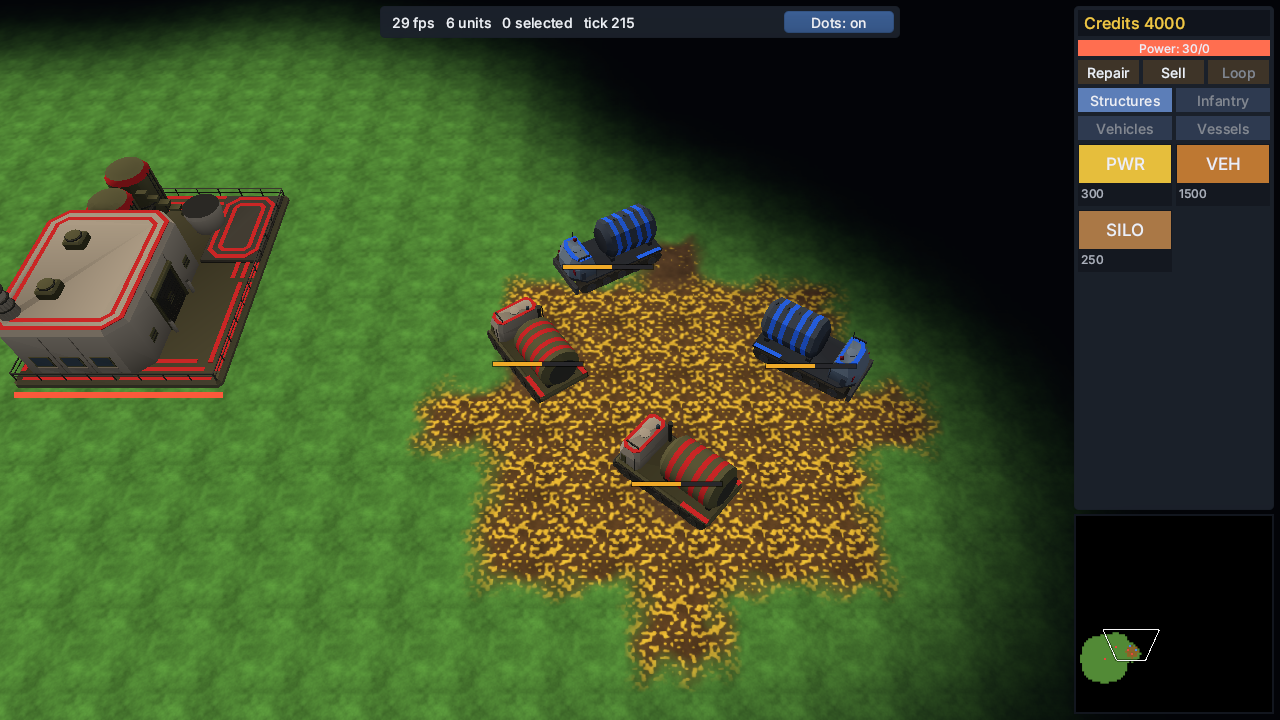 29 fps 6 units 0 selected tick 215 Dots: on
Credits 4000
Power: 30/0
Repair Sell Loop
Structures Infantry
Vehicles Vessels
PWR VEH
300 1500
SILO
250